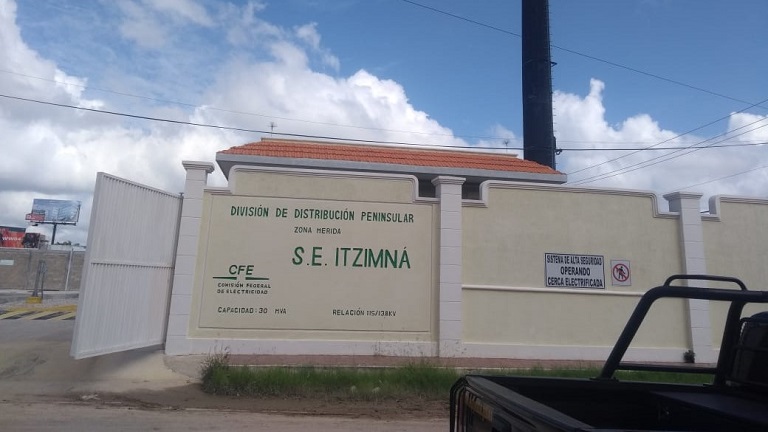 DIVISIÓN DE DISTRIBUCIÓN PENINSULAR
ZONA MERIDA
S.E. ITZIMNÁ
CFE
COMISIÓN FEDERAL
DE ELECTRICIDAD
CAPACIDAD: 30 MVA
RELACIÓN 115/13.8KV
SISTEMA DE ALTA SEGURIDAD
OPERANDO
CERCA ELECTRIFICADA